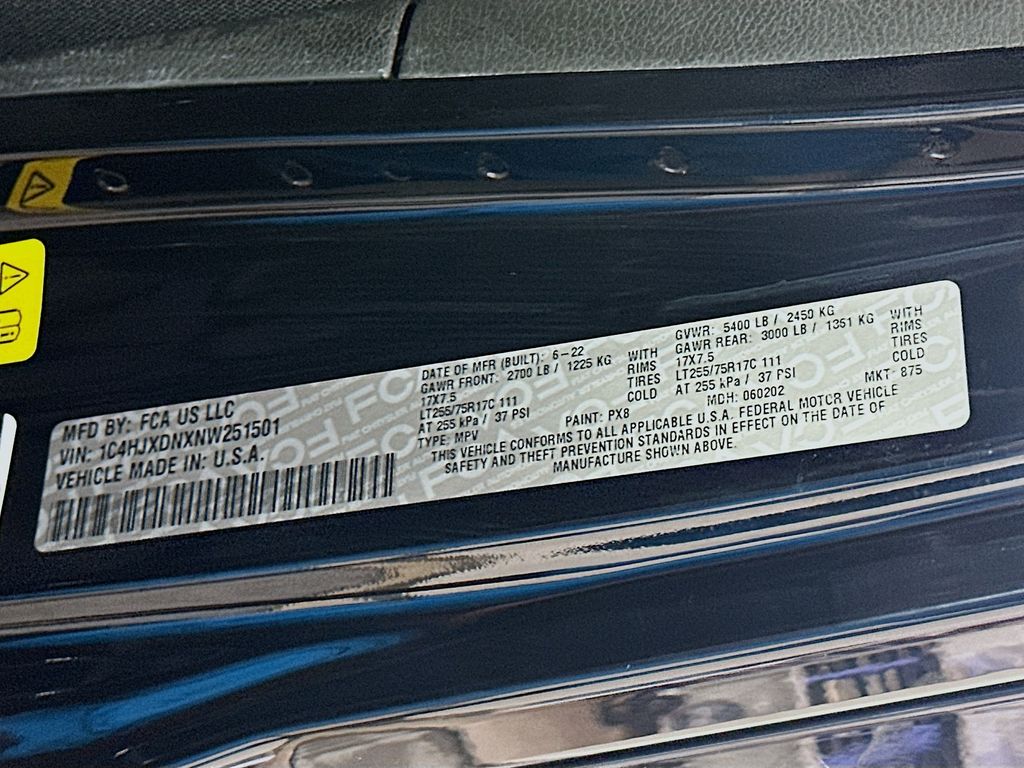 MFD BY: FCA US LLC
VIN: 1C4HJXDNXNW251501
VEHICLE MADE IN: U.S.A.
DATE OF MFR (BUILT): 6-22
GAWR FRONT: 2700 LB / 1225 KG WITH
17X7.5 RIMS
LT255/75R17C 111 TIRES
AT 255 kPa / 37 PSI COLD
TYPE: MPV PAINT: PX8
GVWR: 5400 LB / 2450 KG
GAWR REAR: 3000 LB / 1351 KG WITH
17X7.5 RIMS
LT255/75R17C 111 TIRES
AT 255 kPa / 37 PSI COLD
MDH: 060202 MKT- 875
THIS VEHICLE CONFORMS TO ALL APPLICABLE U.S.A. FEDERAL MOTOR VEHICLE
SAFETY AND THEFT PREVENTION STANDARDS IN EFFECT ON THE DATE OF
MANUFACTURE SHOWN ABOVE.